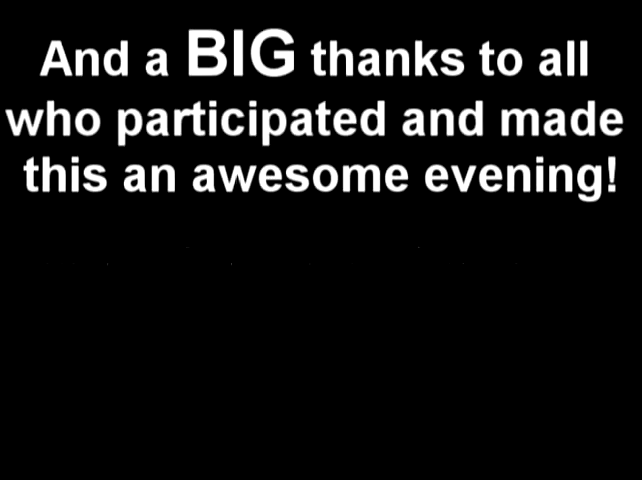 And a BIG thanks to all
who participated and made
this an awesome evening!